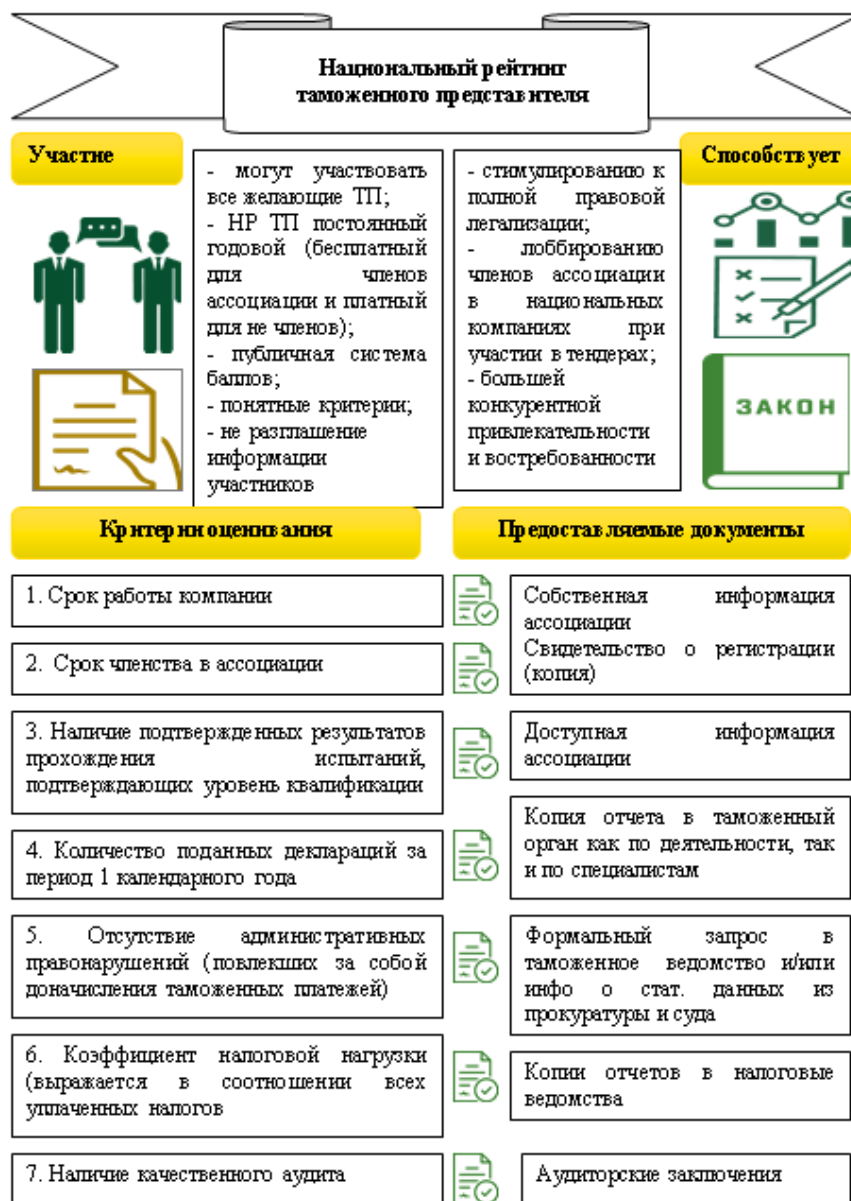 Национальный рейтинг
таможенного представителя
Участие
- могут участвовать
все желающие ТП;
- НР ТП постоянный
годовой (бесплатный
для членов
ассоциации и платный
для не членов);
- публичная система
баллов;
- понятные критерии;
- не разглашение
информации
участников
- стимулированию к
полной правовой
легализации;
- лоббированию
членов ассоциации
в национальных
компаниях при
участии в тендерах;
- большей
конкурентной
привлекательности
и востребованности
Способствует
ЗАКОН
Критерии оценивания
Предоставляемые документы
1. Срок работы компании
Собственная информация
ассоциации
Свидетельство о регистрации
(копия)
2. Срок членства в ассоциации
3. Наличие подтвержденных результатов
прохождения испытаний,
подтверждающих уровень квалификации
Доступная информация
ассоциации
4. Количество поданных деклараций за
период 1 календарного года
Копия отчета в таможенный
орган как по деятельности, так
и по специалистам
5. Отсутствие административных
правонарушений (повлекших за собой
доначисления таможенных платежей)
Формальный запрос в
таможенное ведомство и/или
инфо о стат. данных из
прокуратуры и суда
6. Коэффициент налоговой нагрузки
(выражается в соотношении всех
уплаченных налогов
Копии отчетов в налоговые
ведомства
7. Наличие качественного аудита
Аудиторские заключения